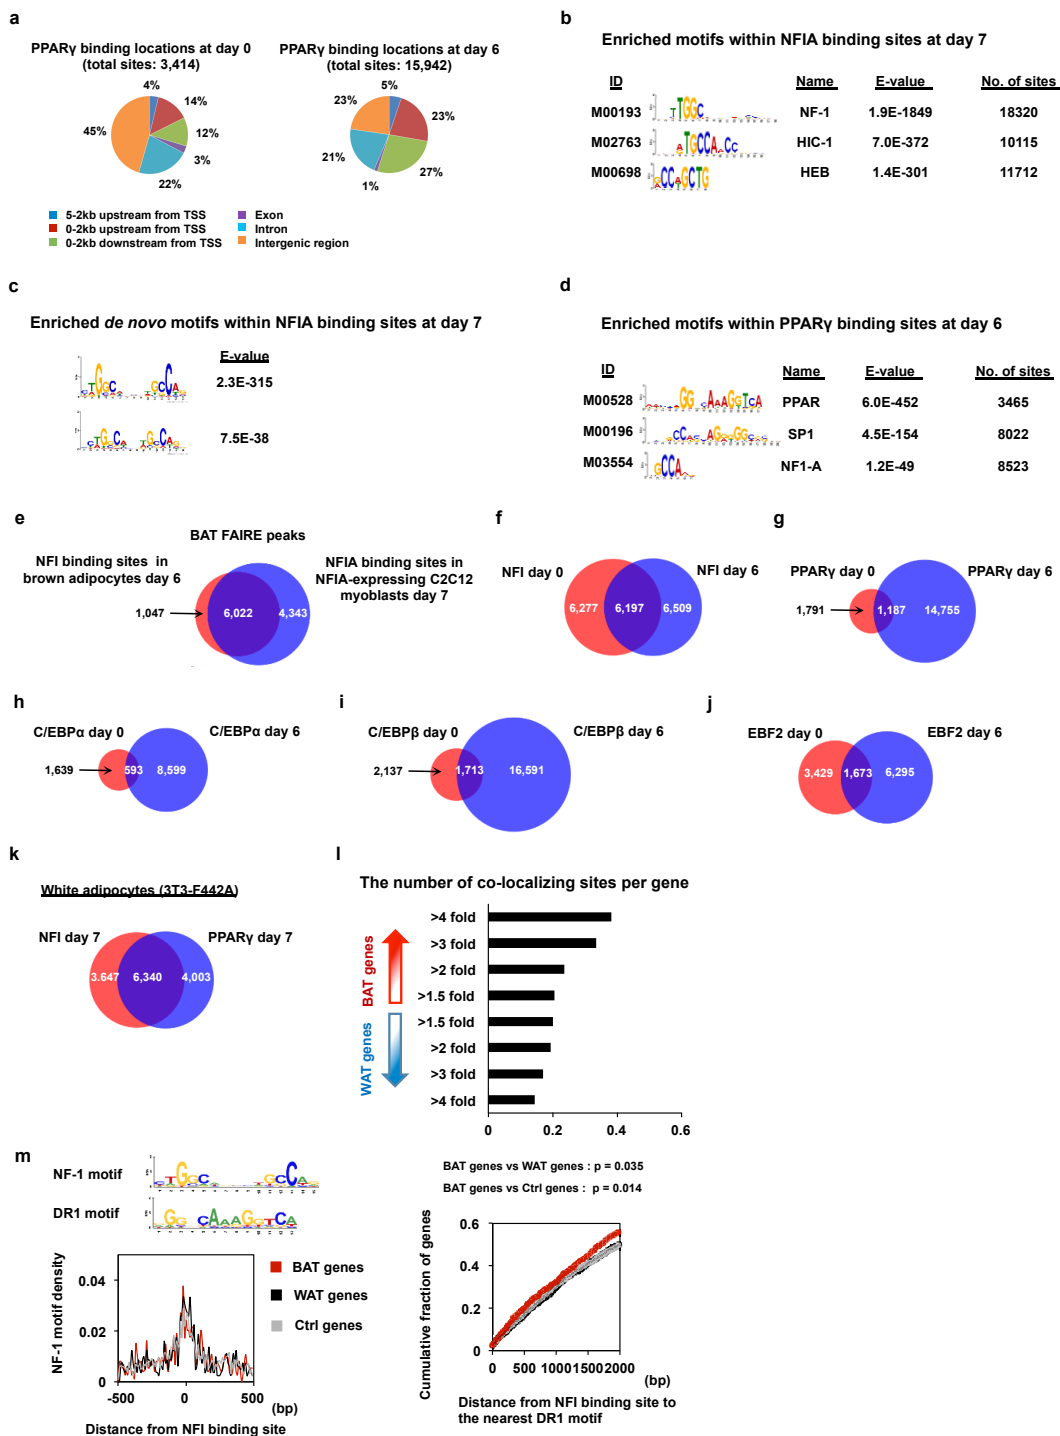 a
PPARγ binding locations at day 0
(total sites: 3,414)
4%
14%
12%
3%
22%
45%
PPARγ binding locations at day 6
(total sites: 15,942)
5%
23%
27%
1%
21%
23%
5-2kb upstream from TSS
0-2kb upstream from TSS
0-2kb downstream from TSS
Exon
Intron
Intergenic region
b
Enriched motifs within NFIA binding sites at day 7
ID Name E-value No. of sites
M00193 NF-1 1.9E-1849 18320
M02763 HIC-1 7.0E-372 10115
M00698 HEB 1.4E-301 11712
c
Enriched de novo motifs within NFIA binding sites at day 7
E-value
2.3E-315
7.5E-38
d
Enriched motifs within PPARγ binding sites at day 6
ID Name E-value No. of sites
M00528 PPAR 6.0E-452 3465
M00196 SP1 4.5E-154 8022
M03554 NF1-A 1.2E-49 8523
e
BAT FAIRE peaks
NFI binding sites in
brown adipocytes day 6
NFIA binding sites in
NFIA-expressing C2C12
myoblasts day 7
1,047
6,022
4,343
f
NFI day 0
NFI day 6
6,277
6,197
6,509
g
PPARγ day 0
PPARγ day 6
1,791
1,187
14,755
h
C/EBPα day 0
C/EBPα day 6
1,639
593
8,599
i
C/EBPβ day 0
C/EBPβ day 6
2,137
1,713
16,591
j
EBF2 day 0
EBF2 day 6
3,429
1,673
6,295
k
White adipocytes (3T3-F442A)
NFI day 7
PPARγ day 7
3.647
6,340
4,003
l
The number of co-localizing sites per gene
BAT genes
WAT genes
>4 fold
>3 fold
>2 fold
>1.5 fold
>1.5 fold
>2 fold
>3 fold
>4 fold
0 0.2 0.4 0.6
m
NF-1 motif
DR1 motif
NF-1 motif density
0.04
0.02
0
-500 0 500
(bp)
Distance from NFI binding site
BAT genes
WAT genes
Ctrl genes
BAT genes vs WAT genes : p = 0.035
BAT genes vs Ctrl genes : p = 0.014
Cumulative fraction of genes
0.6
0.4
0.2
0
0 500 1000 1500 2000
(bp)
Distance from NFI binding site to
the nearest DR1 motif